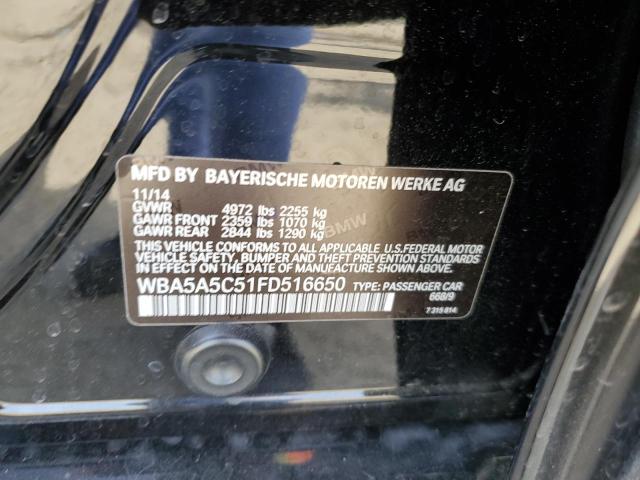 MFD BY BAYERISCHE MOTOREN WERKE AG
11/14
GVWR 4972 lbs 2255 kg
GAWR FRONT 2359 lbs 1070 kg
GAWR REAR 2844 lbs 1290 kg
THIS VEHICLE CONFORMS TO ALL APPLICABLE U.S.FEDERAL MOTOR
VEHICLE SAFETY, BUMPER AND THEFT PREVENTION STANDARDS
IN EFFECT ON THE DATE OF MANUFACTURE SHOWN ABOVE.
WBA5A5C51FD516650 TYPE: PASSENGER CAR
668/9
7 315 814